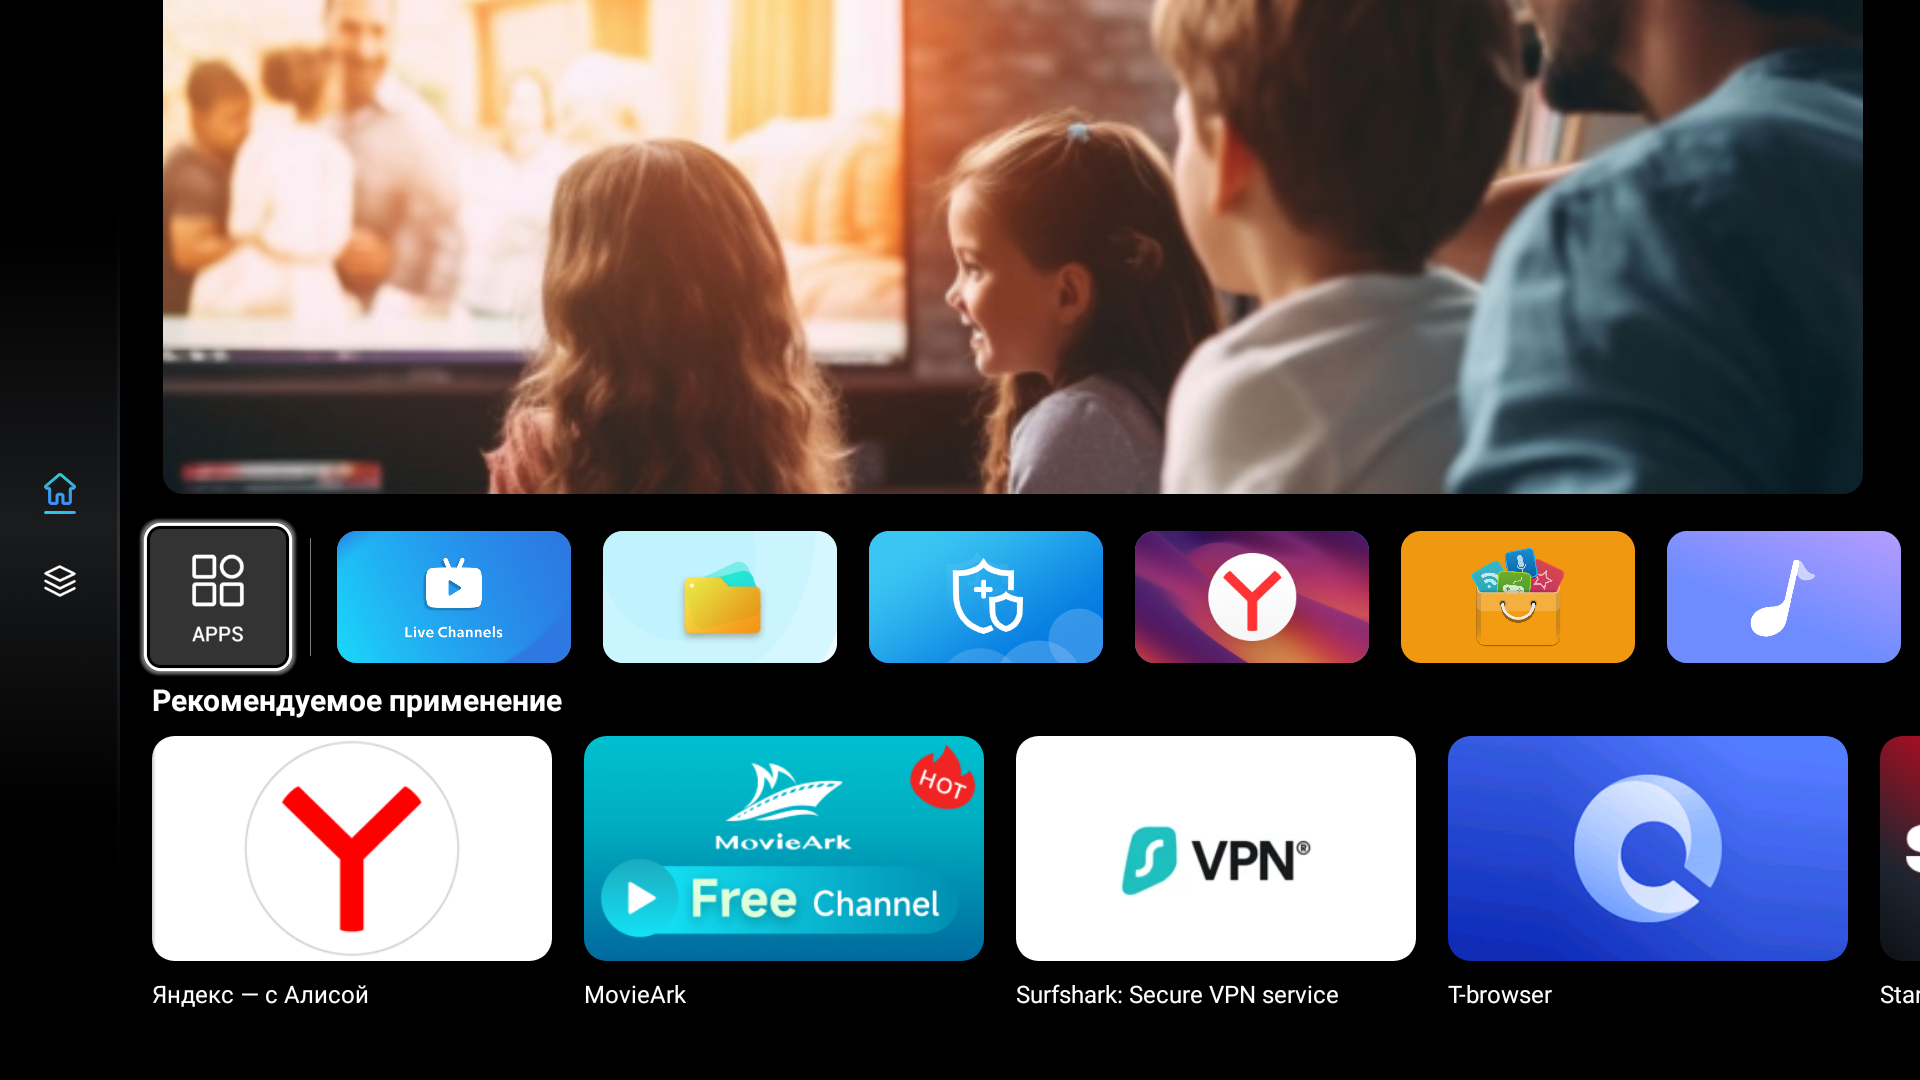 APPS
Live Channels
Рекомендуемое применение
HOT
MovieArk
Free Channel
VPN®
Яндекс — с Алисой
MovieArk
Surfshark: Secure VPN service
T-browser